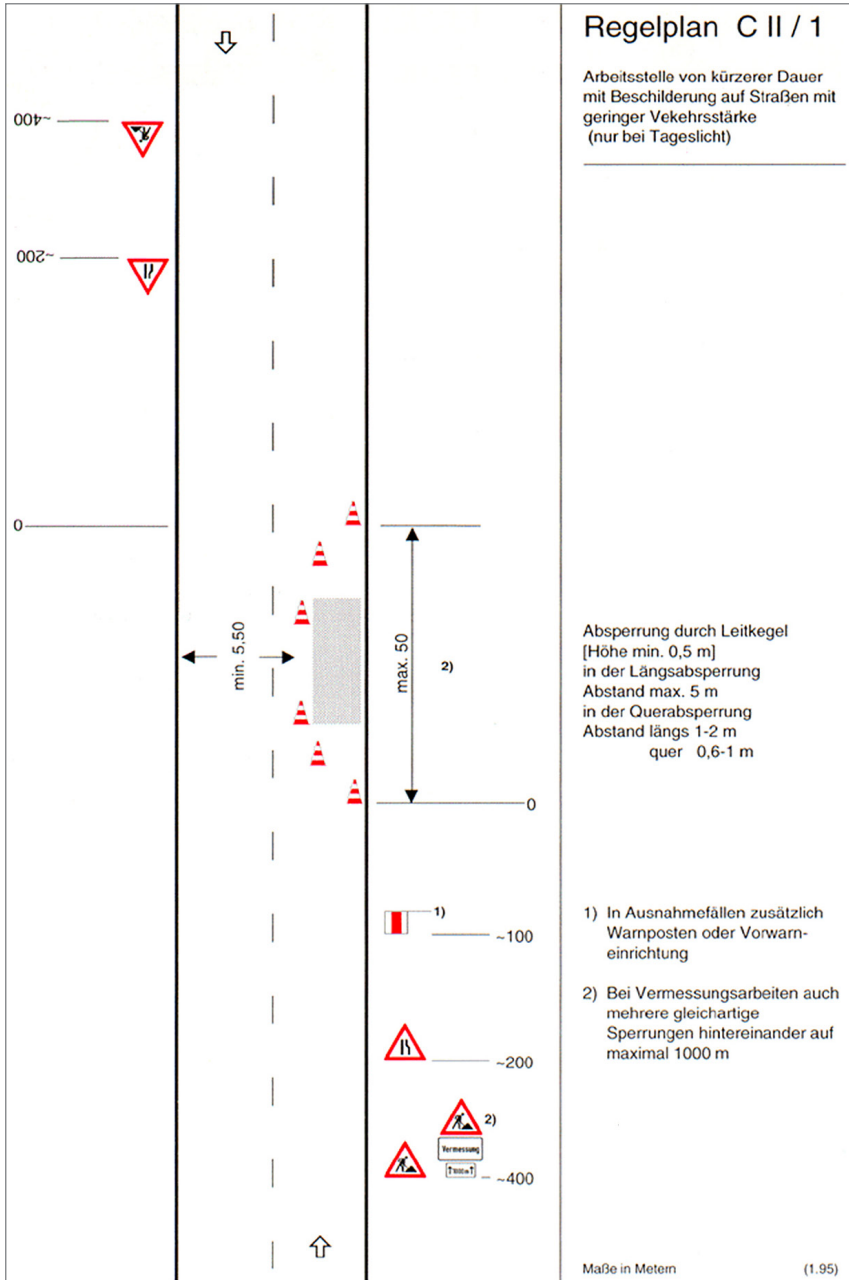 Regelplan C II / 1
Arbeitsstelle von kürzerer Dauer
mit Beschilderung auf Straßen mit
geringer Vekehrsstärke
(nur bei Tageslicht)
~400
~200
0
min. 5,50
max. 50
2)
0
Absperrung durch Leitkegel
[Höhe min. 0,5 m]
in der Längsabsperrung
Abstand max. 5 m
in der Querabsperrung
Abstand längs 1-2 m
quer 0,6-1 m
1)
~100
~200
2)
Vermessung
1000 m
~400
1) In Ausnahmefällen zusätzlich
Warnposten oder Vorwarn-
einrichtung
2) Bei Vermessungsarbeiten auch
mehrere gleichartige
Sperrungen hintereinander auf
maximal 1000 m
Maße in Metern (1.95)